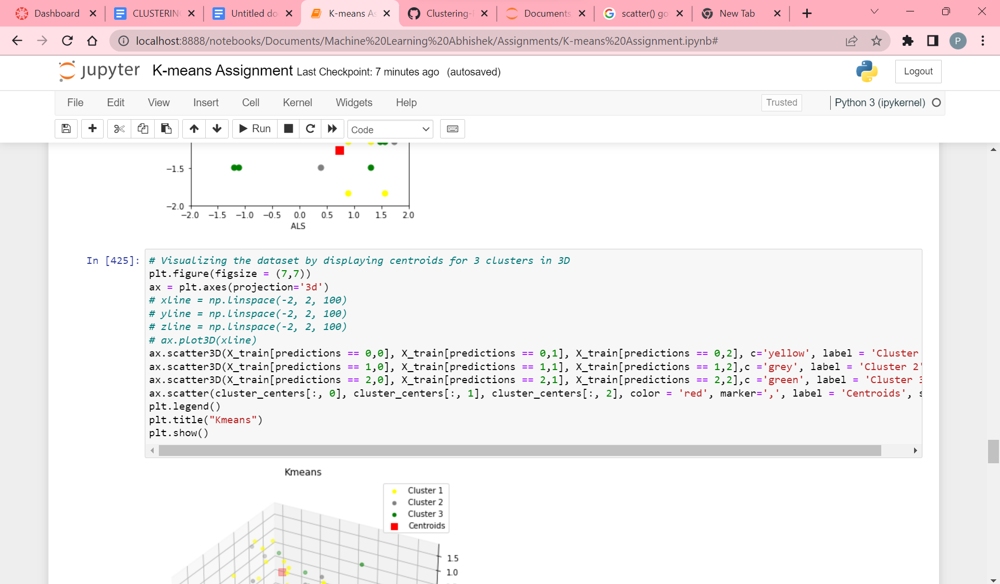 Dashboard CLUSTERIN Untitled do K-means As Clustering- Documents scatter() go New Tab
localhost:8888/notebooks/Documents/Machine%20Learning%20Abhishek/Assignments/K-means%20Assignment.ipynb#
P
jupyter K-means Assignment Last Checkpoint: 7 minutes ago (autosaved)
Logout
File Edit View Insert Cell Kernel Widgets Help Trusted Python 3 (ipykernel)
Run Code
−1.5
−2.0
−2.0 −1.5 −1.0 −0.5 0.0 0.5 1.0 1.5 2.0
ALS
In [425]:
# Visualizing the dataset by displaying centroids for 3 clusters in 3D
plt.figure(figsize = (7,7))
ax = plt.axes(projection='3d')
# xline = np.linspace(-2, 2, 100)
# yline = np.linspace(-2, 2, 100)
# zline = np.linspace(-2, 2, 100)
# ax.plot3D(xline)
ax.scatter3D(X_train[predictions == 0,0], X_train[predictions == 0,1], X_train[predictions == 0,2], c='yellow', label = 'Cluster
ax.scatter3D(X_train[predictions == 1,0], X_train[predictions == 1,1], X_train[predictions == 1,2],c ='grey', label = 'Cluster 2'
ax.scatter3D(X_train[predictions == 2,0], X_train[predictions == 2,1], X_train[predictions == 2,2],c ='green', label = 'Cluster 3
ax.scatter(cluster_centers[:, 0], cluster_centers[:, 1], cluster_centers[:, 2], color = 'red', marker=',', label = 'Centroids', s
plt.legend()
plt.title("Kmeans")
plt.show()
Kmeans
Cluster 1
Cluster 2
Cluster 3
Centroids
1.5
1.0